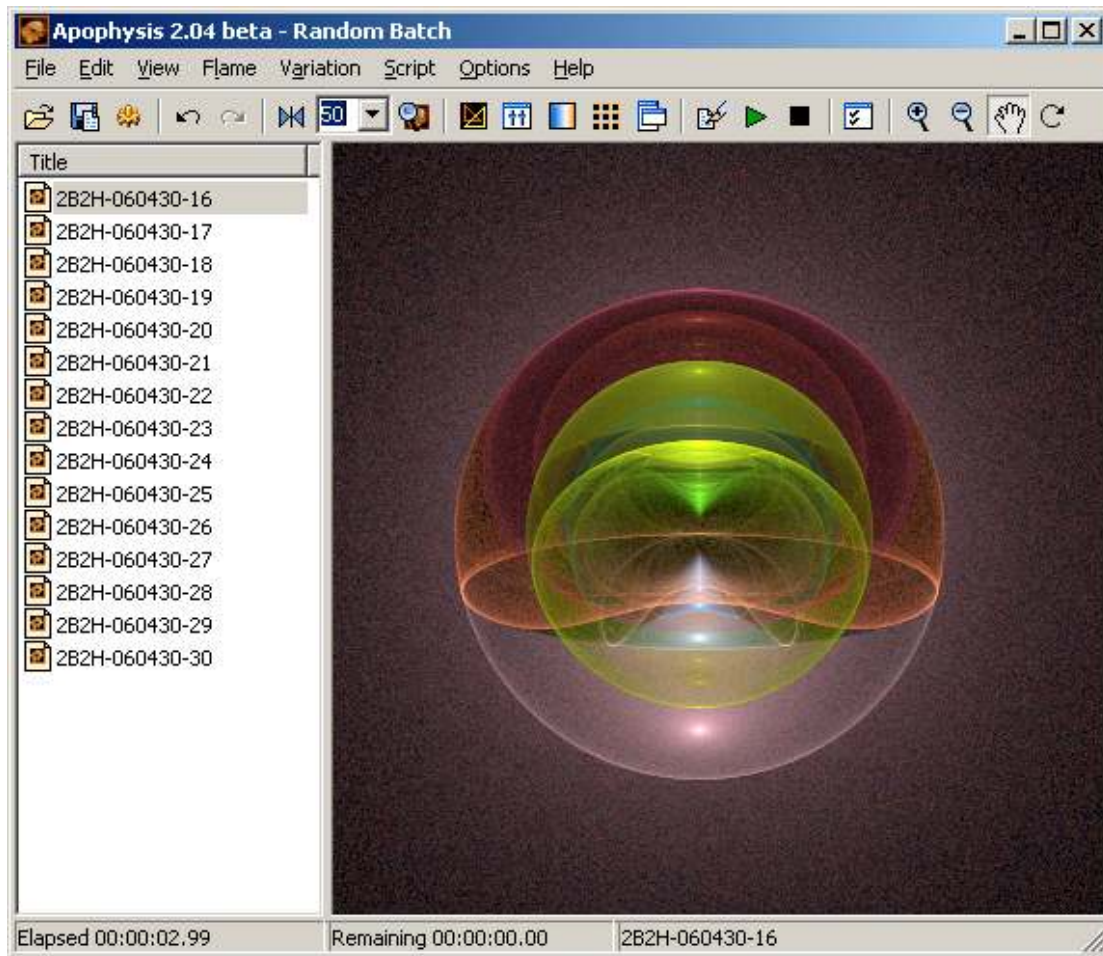 Apophysis 2.04 beta - Random Batch
File Edit View Flame Variation Script Options Help
50
Title
2B2H-060430-16
2B2H-060430-17
2B2H-060430-18
2B2H-060430-19
2B2H-060430-20
2B2H-060430-21
2B2H-060430-22
2B2H-060430-23
2B2H-060430-24
2B2H-060430-25
2B2H-060430-26
2B2H-060430-27
2B2H-060430-28
2B2H-060430-29
2B2H-060430-30
Elapsed 00:00:02.99 Remaining 00:00:00.00 2B2H-060430-16